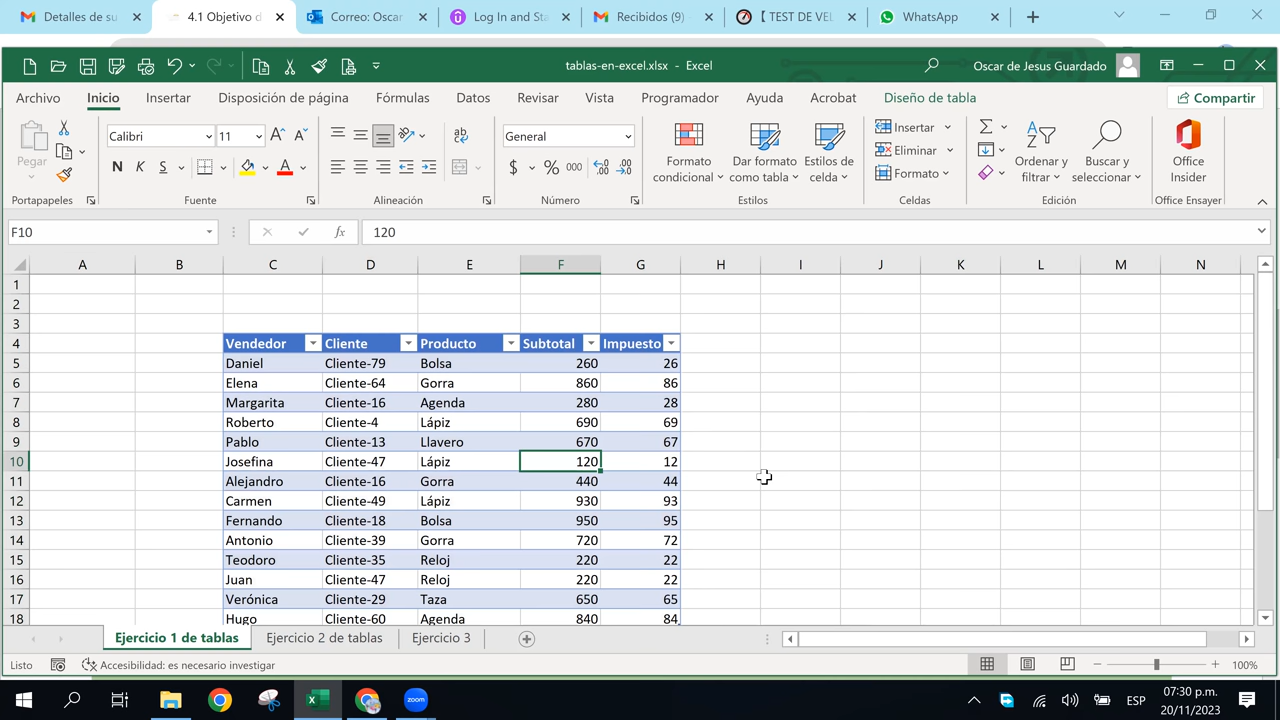 Detalles de su
4.1 Objetivo d
Correo: Oscar
Log In and Sta
Recibidos (9)
【 TEST DE VEL
WhatsApp
tablas-en-excel.xlsx - Excel
Oscar de Jesus Guardado
Archivo
Inicio
Insertar
Disposición de página
Fórmulas
Datos
Revisar
Vista
Programador
Ayuda
Acrobat
Diseño de tabla
Compartir
Pegar
Portapapeles
Calibri
11
N K S
Fuente
Alineación
General
$ % 000
Número
Formato condicional
Dar formato como tabla
Estilos de celda
Estilos
Insertar
Eliminar
Formato
Celdas
Ordenar y filtrar
Buscar y seleccionar
Edición
Office Insider
Office Ensayer
F10
fx
120
A B C D E F G H I J K L M N
1
2
3
4 Vendedor Cliente Producto Subtotal Impuesto
5 Daniel Cliente-79 Bolsa 260 26
6 Elena Cliente-64 Gorra 860 86
7 Margarita Cliente-16 Agenda 280 28
8 Roberto Cliente-4 Lápiz 690 69
9 Pablo Cliente-13 Llavero 670 67
10 Josefina Cliente-47 Lápiz 120 12
11 Alejandro Cliente-16 Gorra 440 44
12 Carmen Cliente-49 Lápiz 930 93
13 Fernando Cliente-18 Bolsa 950 95
14 Antonio Cliente-39 Gorra 720 72
15 Teodoro Cliente-35 Reloj 220 22
16 Juan Cliente-47 Reloj 220 22
17 Verónica Cliente-29 Taza 650 65
18 Hugo Cliente-60 Agenda 840 84
Ejercicio 1 de tablas
Ejercicio 2 de tablas
Ejercicio 3
Listo
Accesibilidad: es necesario investigar
100%
zoom
ESP
07:30 p.m.
20/11/2023